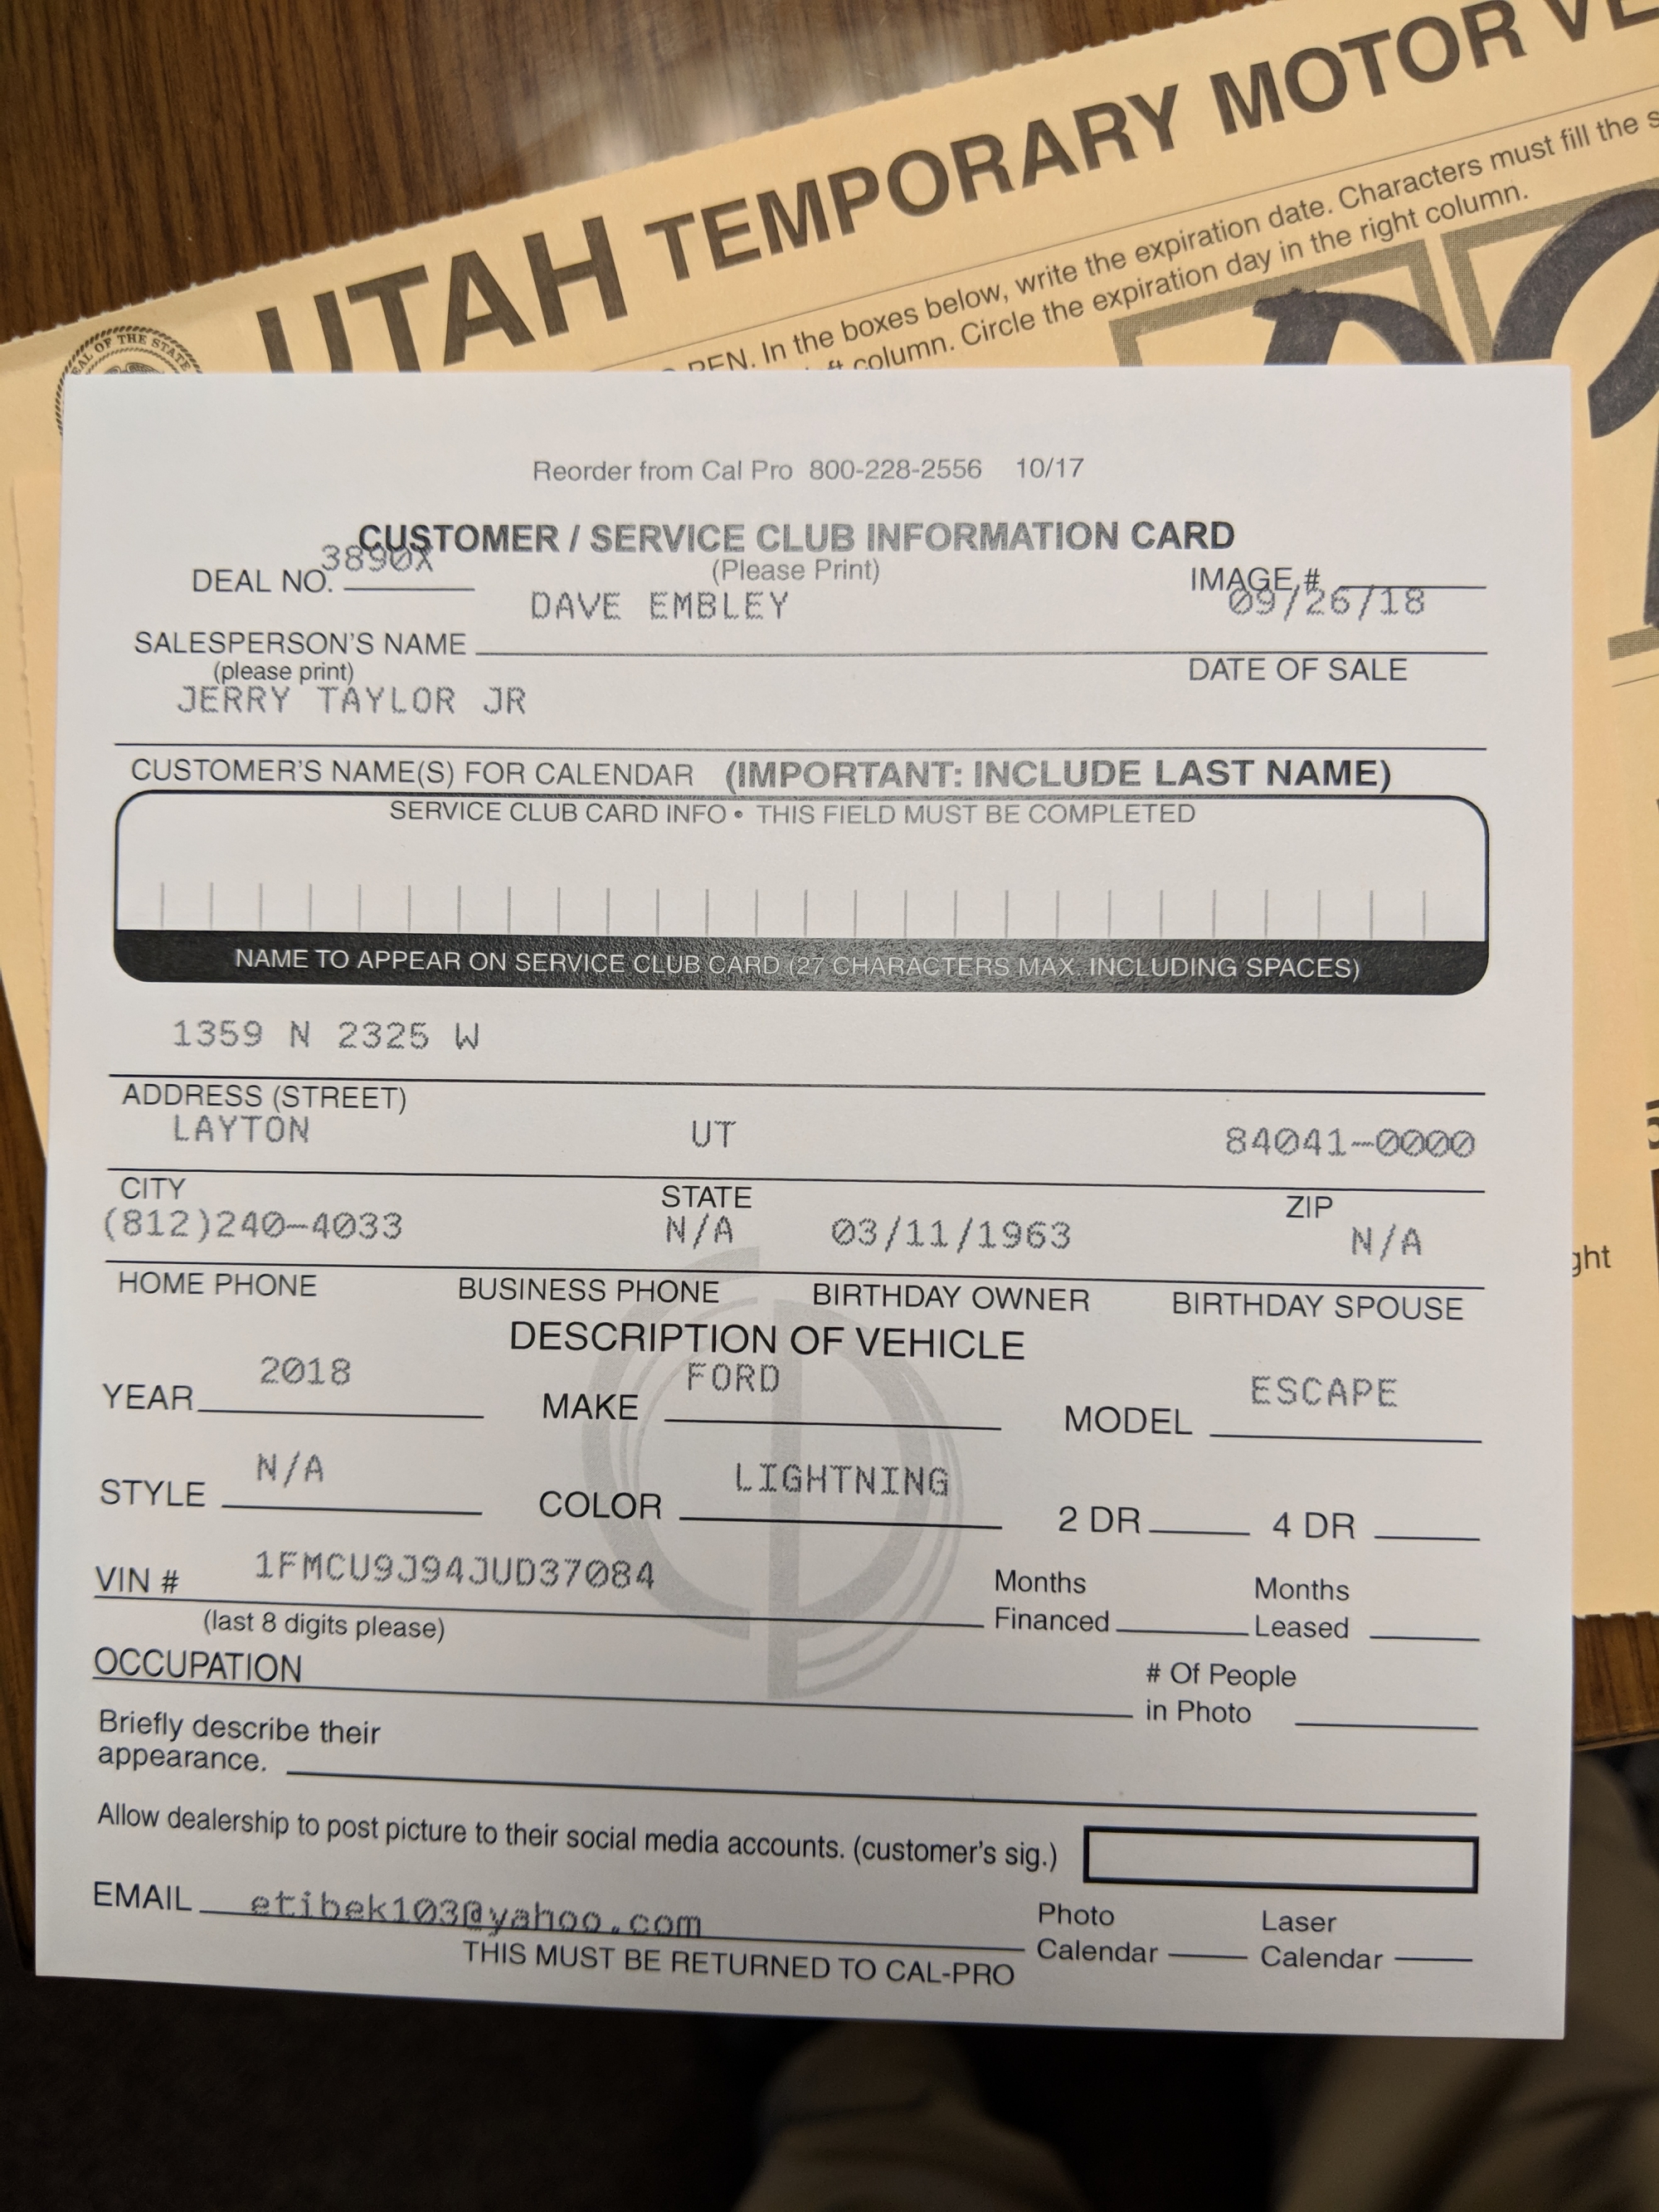 UTAH TEMPORARY MOTOR
In the boxes below, write the expiration date. Characters must fill the
PEN.
column. Circle the expiration day in the right column.
SEAL OF THE STATE
Reorder from Cal Pro 800-228-2556 10/17
CUSTOMER / SERVICE CLUB INFORMATION CARD
3890X
DEAL NO.
(Please Print)
IMAGE #
DAVE EMBLEY
09/26/18
SALESPERSON'S NAME
(please print)
DATE OF SALE
JERRY TAYLOR JR
CUSTOMER'S NAME(S) FOR CALENDAR (IMPORTANT: INCLUDE LAST NAME)
SERVICE CLUB CARD INFO • THIS FIELD MUST BE COMPLETED
NAME TO APPEAR ON SERVICE CLUB CARD (27 CHARACTERS MAX. INCLUDING SPACES)
1359 N 2325 W
ADDRESS (STREET)
LAYTON UT 84041-0000
CITY STATE ZIP
(812)240-4033 N/A 03/11/1963 N/A
HOME PHONE BUSINESS PHONE BIRTHDAY OWNER BIRTHDAY SPOUSE
DESCRIPTION OF VEHICLE
2018 FORD ESCAPE
YEAR MAKE MODEL
N/A LIGHTNING
STYLE COLOR 2 DR 4 DR
1FMCU9J94JUD37084
VIN #
(last 8 digits please)
Months Financed
Months Leased
OCCUPATION
# Of People in Photo
Briefly describe their
appearance.
Allow dealership to post picture to their social media accounts. (customer's sig.)
EMAIL etibek103@yahoo.com
Photo Calendar
Laser Calendar
THIS MUST BE RETURNED TO CAL-PRO